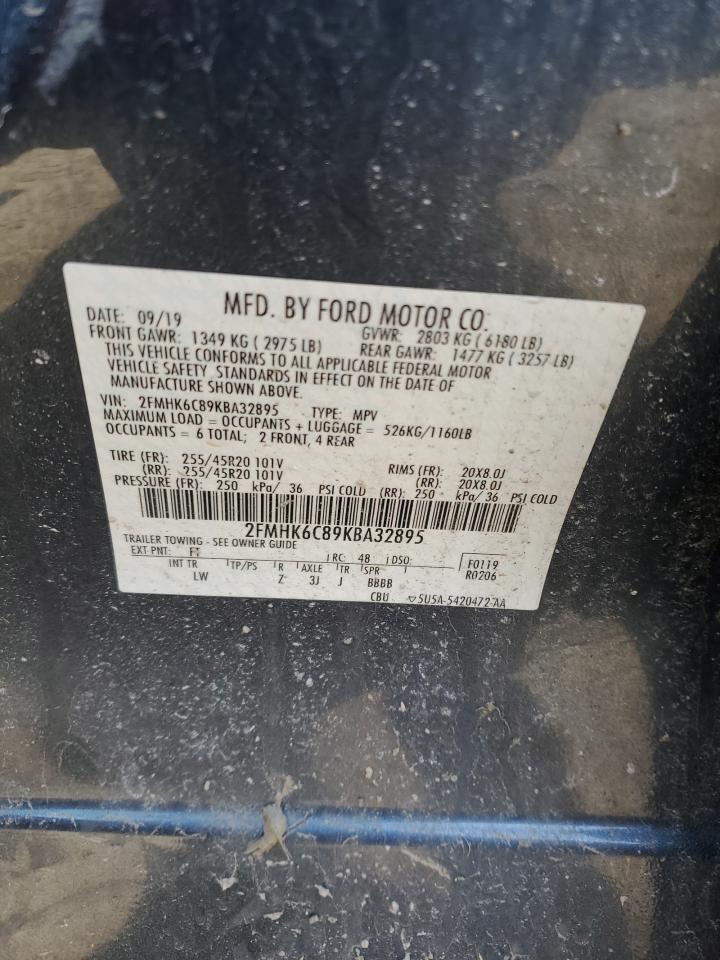 MFD. BY FORD MOTOR CO.
DATE: 09/19 GVWR: 2803 KG ( 6180 LB)
FRONT GAWR: 1349 KG ( 2975 LB) REAR GAWR: 1477 KG ( 3257 LB)
THIS VEHICLE CONFORMS TO ALL APPLICABLE FEDERAL MOTOR
VEHICLE SAFETY STANDARDS IN EFFECT ON THE DATE OF
MANUFACTURE SHOWN ABOVE.
VIN: 2FMHK6C89KBA32895 TYPE: MPV
MAXIMUM LOAD = OCCUPANTS + LUGGAGE = 526KG/1160LB
OCCUPANTS = 6 TOTAL; 2 FRONT, 4 REAR
TIRE (FR): 255/45R20 101V RIMS (FR): 20X8.0J
(RR): 255/45R20 101V (RR): 20X8.0J
PRESSURE (FR): 250 kPa/ 36 PSI COLD (RR): 250 kPa/ 36 PSI COLD
2FMHK6C89KBA32895
TRAILER TOWING - SEE OWNER GUIDE
EXT PNT: RC: 48 DSO: F0119
INT TR TP/PS R AXLE TR SPR R0206
LW Z 3J J BBBB
CBU 5U5A-5420472-AA